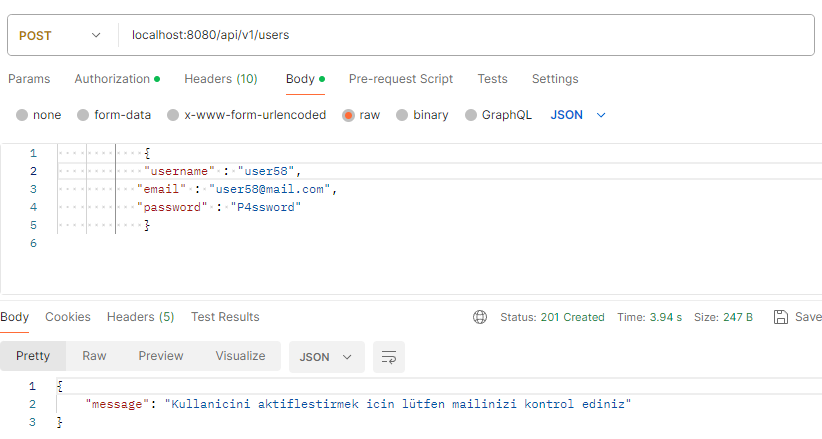 POST localhost:8080/api/v1/users
Params Authorization Headers (10) Body Pre-request Script Tests Settings
none form-data x-www-form-urlencoded raw binary GraphQL JSON
1 {
2 "username" : "user58",
3 "email" : "user58@mail.com",
4 "password" : "P4ssword"
5 }
6
Body Cookies Headers (5) Test Results Status: 201 Created Time: 3.94 s Size: 247 B Save
Pretty Raw Preview Visualize JSON
1 {
2 "message": "Kullanicini aktiflestirmek icin lütfen mailinizi kontrol ediniz"
3 }